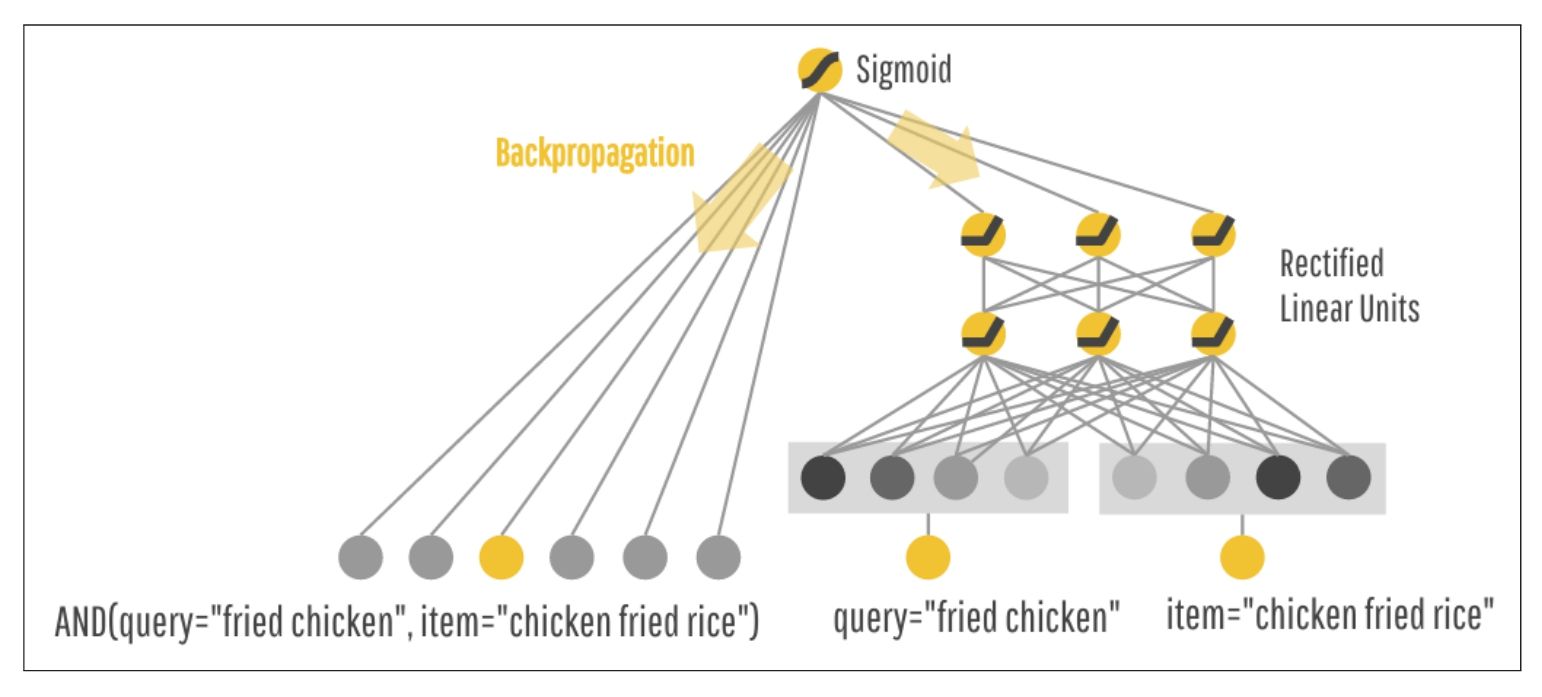 Sigmoid
Backpropagation
Rectified
Linear Units
AND(query="fried chicken", item="chicken fried rice")
query="fried chicken"
item="chicken fried rice"